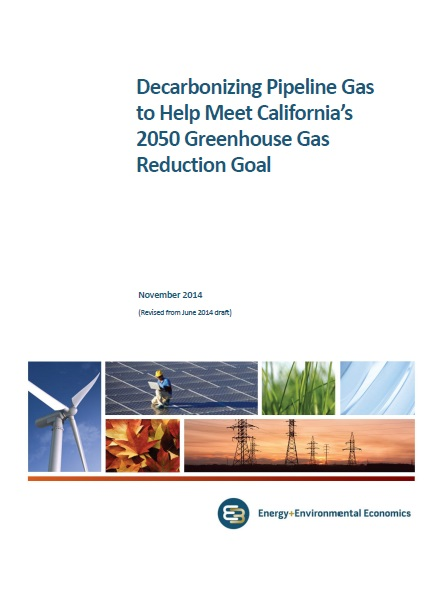 Decarbonizing Pipeline Gas
to Help Meet California's
2050 Greenhouse Gas
Reduction Goal
November 2014
(Revised from June 2014 draft)
Energy+Environmental Economics